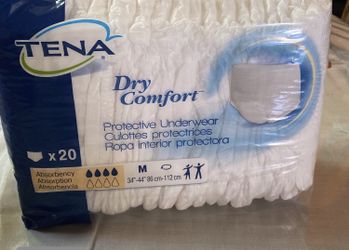 TENA®
Dry
Comfort™
Protective Underwear
Culottes protectrices
Ropa interior protectora
x 20
Absorbency
Absorption
Absorbencia
M
34"-44" 86 cm-112 cm